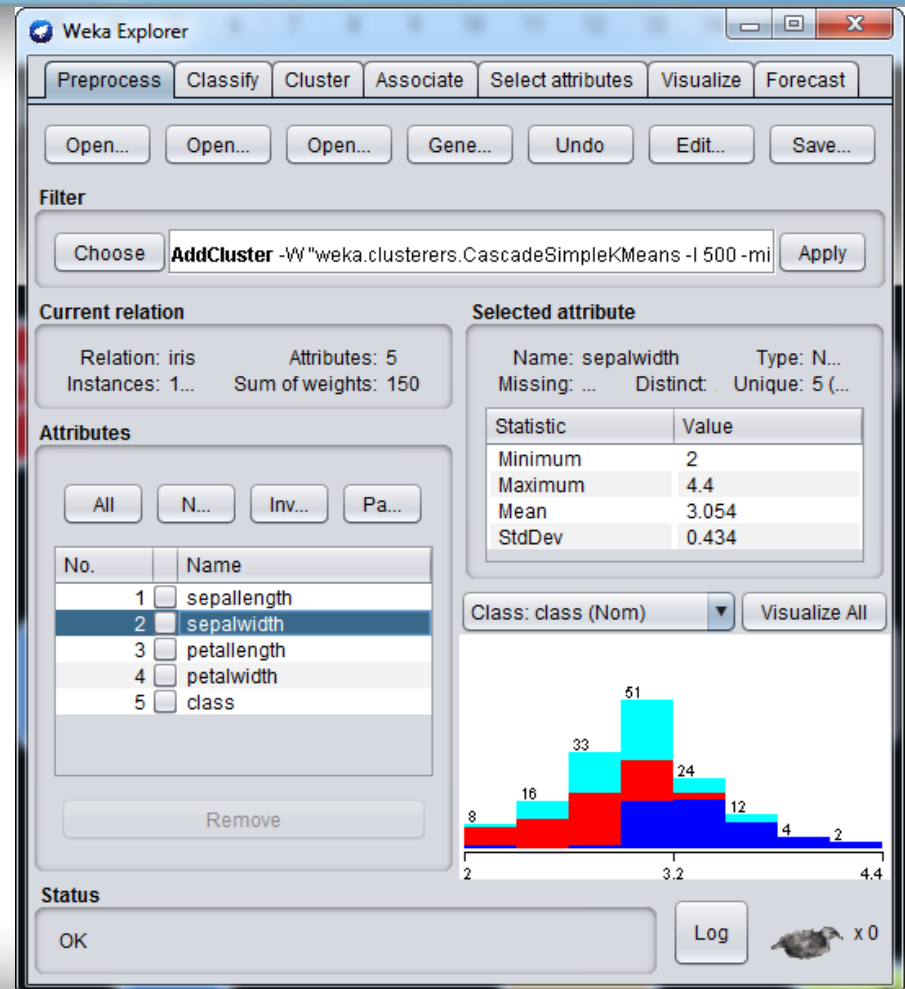 Weka Explorer
Preprocess Classify Cluster Associate Select attributes Visualize Forecast
Open... Open... Open... Gene... Undo Edit... Save...
Filter
Choose AddCluster -W "weka.clusterers.CascadeSimpleKMeans -I 500 -mi Apply
Current relation
Relation: iris Attributes: 5
Instances: 1... Sum of weights: 150
Selected attribute
Name: sepalwidth Type: N...
Missing: ... Distinct: Unique: 5 (...
Statistic Value
Minimum 2
Maximum 4.4
Mean 3.054
StdDev 0.434
Attributes
All N... Inv... Pa...
No. Name
1 sepallength
2 sepalwidth
3 petallength
4 petalwidth
5 class
Remove
Class: class (Nom) Visualize All
8 16 33 51 24 12 4 2
2 3.2 4.4
Status
OK
Log x 0